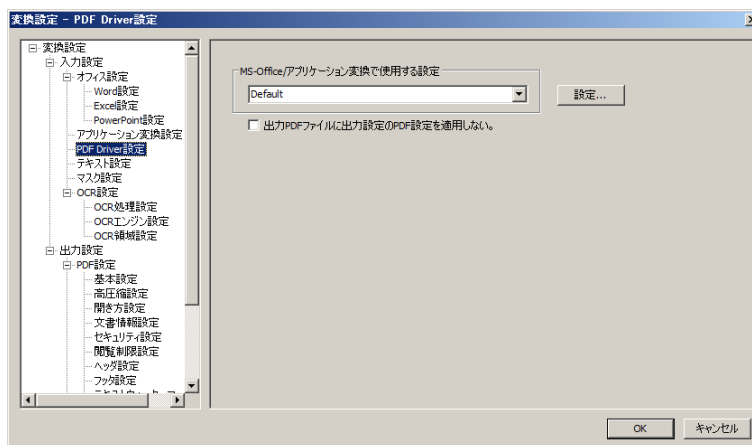 変換設定 - PDF Driver設定
変換設定
入力設定
オフィス設定
Word設定
Excel設定
PowerPoint設定
アプリケーション変換設定
PDF Driver設定
テキスト設定
マスク設定
OCR設定
OCR処理設定
OCRエンジン設定
OCR領域設定
出力設定
PDF設定
基本設定
高圧縮設定
開き方設定
文書情報設定
セキュリティ設定
閲覧制限設定
ヘッダ設定
フッタ設定
MS-Office/アプリケーション変換で使用する設定
Default
設定...
出力PDFファイルに出力設定のPDF設定を適用しない。
OK
キャンセル